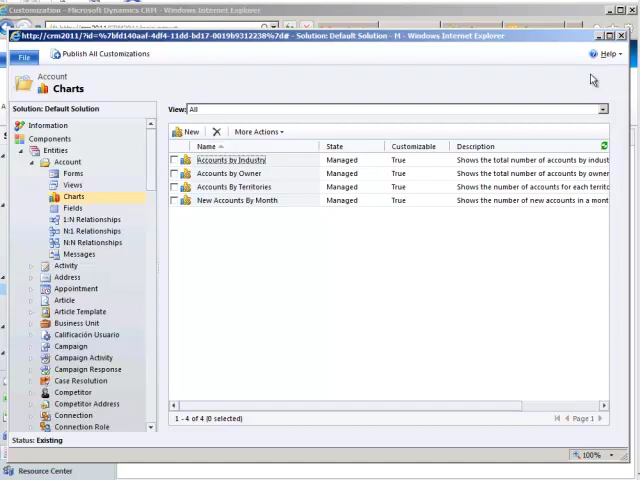 Customization - Microsoft Dynamics CRM - Windows Internet Explorer
http://crm2011/?id=%7bfd140aaf-4df4-11dd-bd17-0019b9312238%7d# - Solution: Default Solution - M - Windows Internet Explorer
File
Publish All Customizations
Help
Account
Charts
Solution: Default Solution
View: All
Information
Components
Entities
Account
Forms
Views
Charts
Fields
1:N Relationships
N:1 Relationships
N:N Relationships
Messages
Activity
Address
Appointment
Article
Article Template
Business Unit
Calificación Usuario
Campaign
Campaign Activity
Campaign Response
Case Resolution
Competitor
Competitor Address
Connection
Connection Role
New More Actions
Name State Customizable Description
Accounts by Industry Managed True Shows the total number of accounts by indust
Accounts by Owner Managed True Shows the total number of accounts by owne
Accounts By Territories Managed True Shows the number of accounts for each territo
New Accounts By Month Managed True Shows the number of new accounts in a mont
1 - 4 of 4 (0 selected) Page 1
Status: Existing
100%
Resource Center